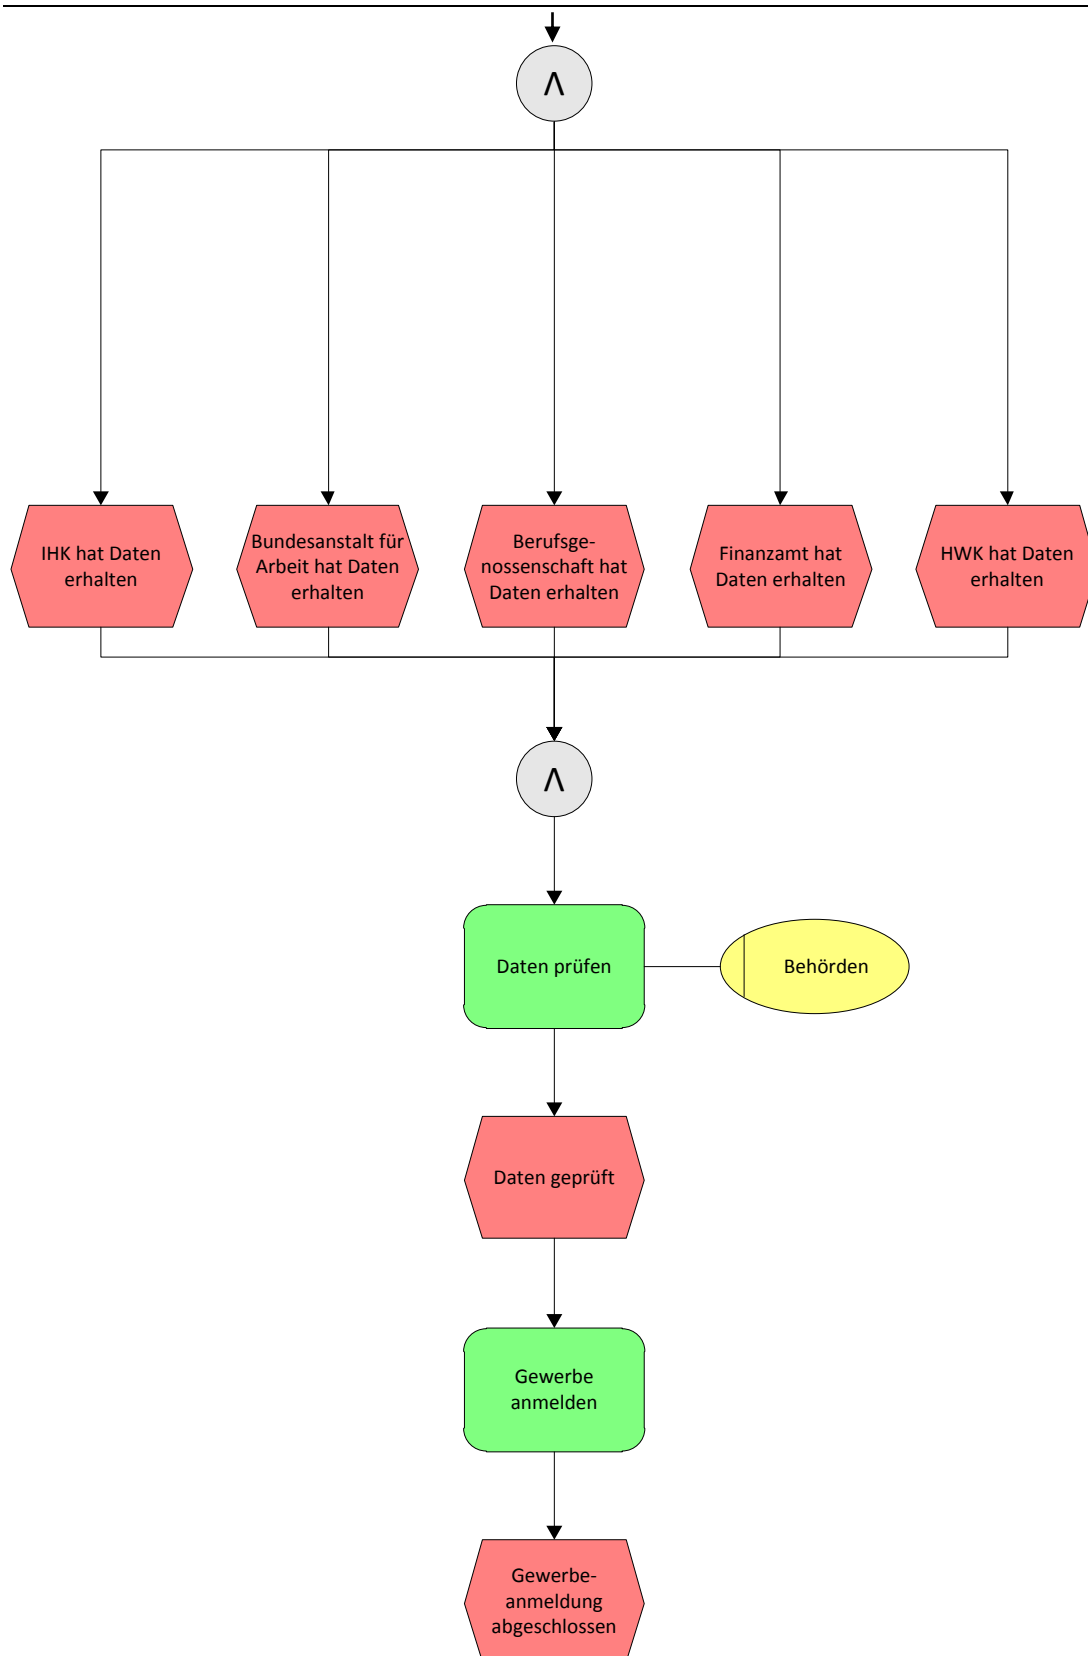 Λ
IHK hat Daten
erhalten
Bundesanstalt für
Arbeit hat Daten
erhalten
Berufsge-
nossenschaft hat
Daten erhalten
Finanzamt hat
Daten erhalten
HWK hat Daten
erhalten
Λ
Daten prüfen
Behörden
Daten geprüft
Gewerbe
anmelden
Gewerbe-
anmeldung
abgeschlossen